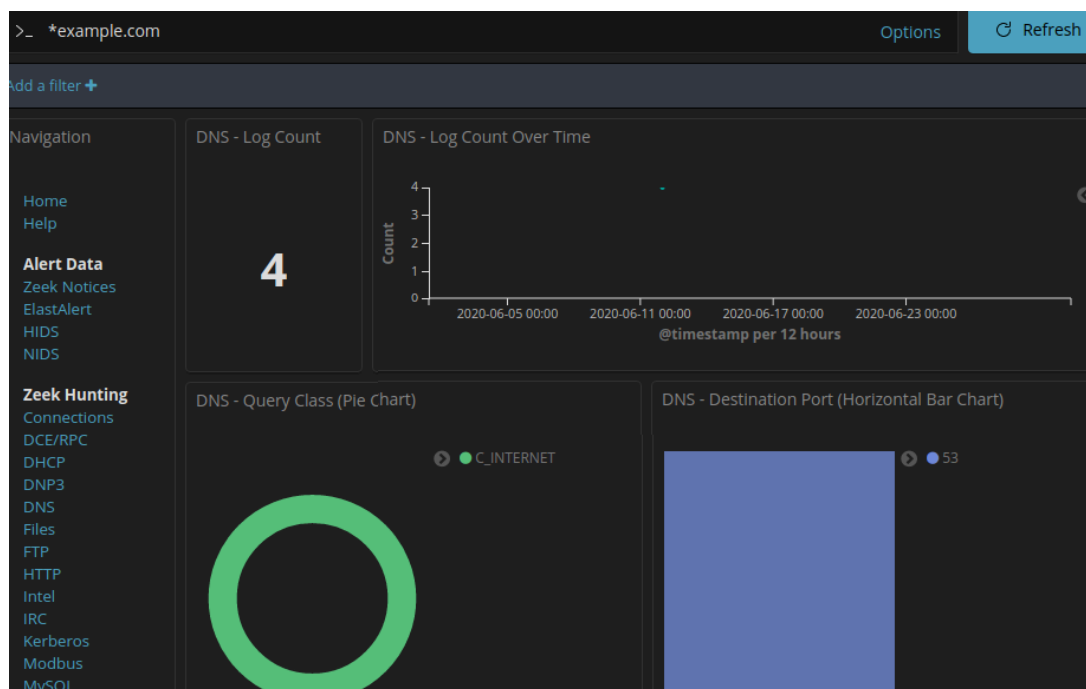 >_ *example.com
Options
Refresh
Add a filter +
Navigation
Home
Help
Alert Data
Zeek Notices
ElastAlert
HIDS
NIDS
Zeek Hunting
Connections
DCE/RPC
DHCP
DNP3
DNS
Files
FTP
HTTP
Intel
IRC
Kerberos
Modbus
MySQL
DNS - Log Count
4
DNS - Log Count Over Time
Count
4
3
2
1
0
2020-06-05 00:00
2020-06-11 00:00
2020-06-17 00:00
2020-06-23 00:00
@timestamp per 12 hours
DNS - Query Class (Pie Chart)
C_INTERNET
DNS - Destination Port (Horizontal Bar Chart)
53